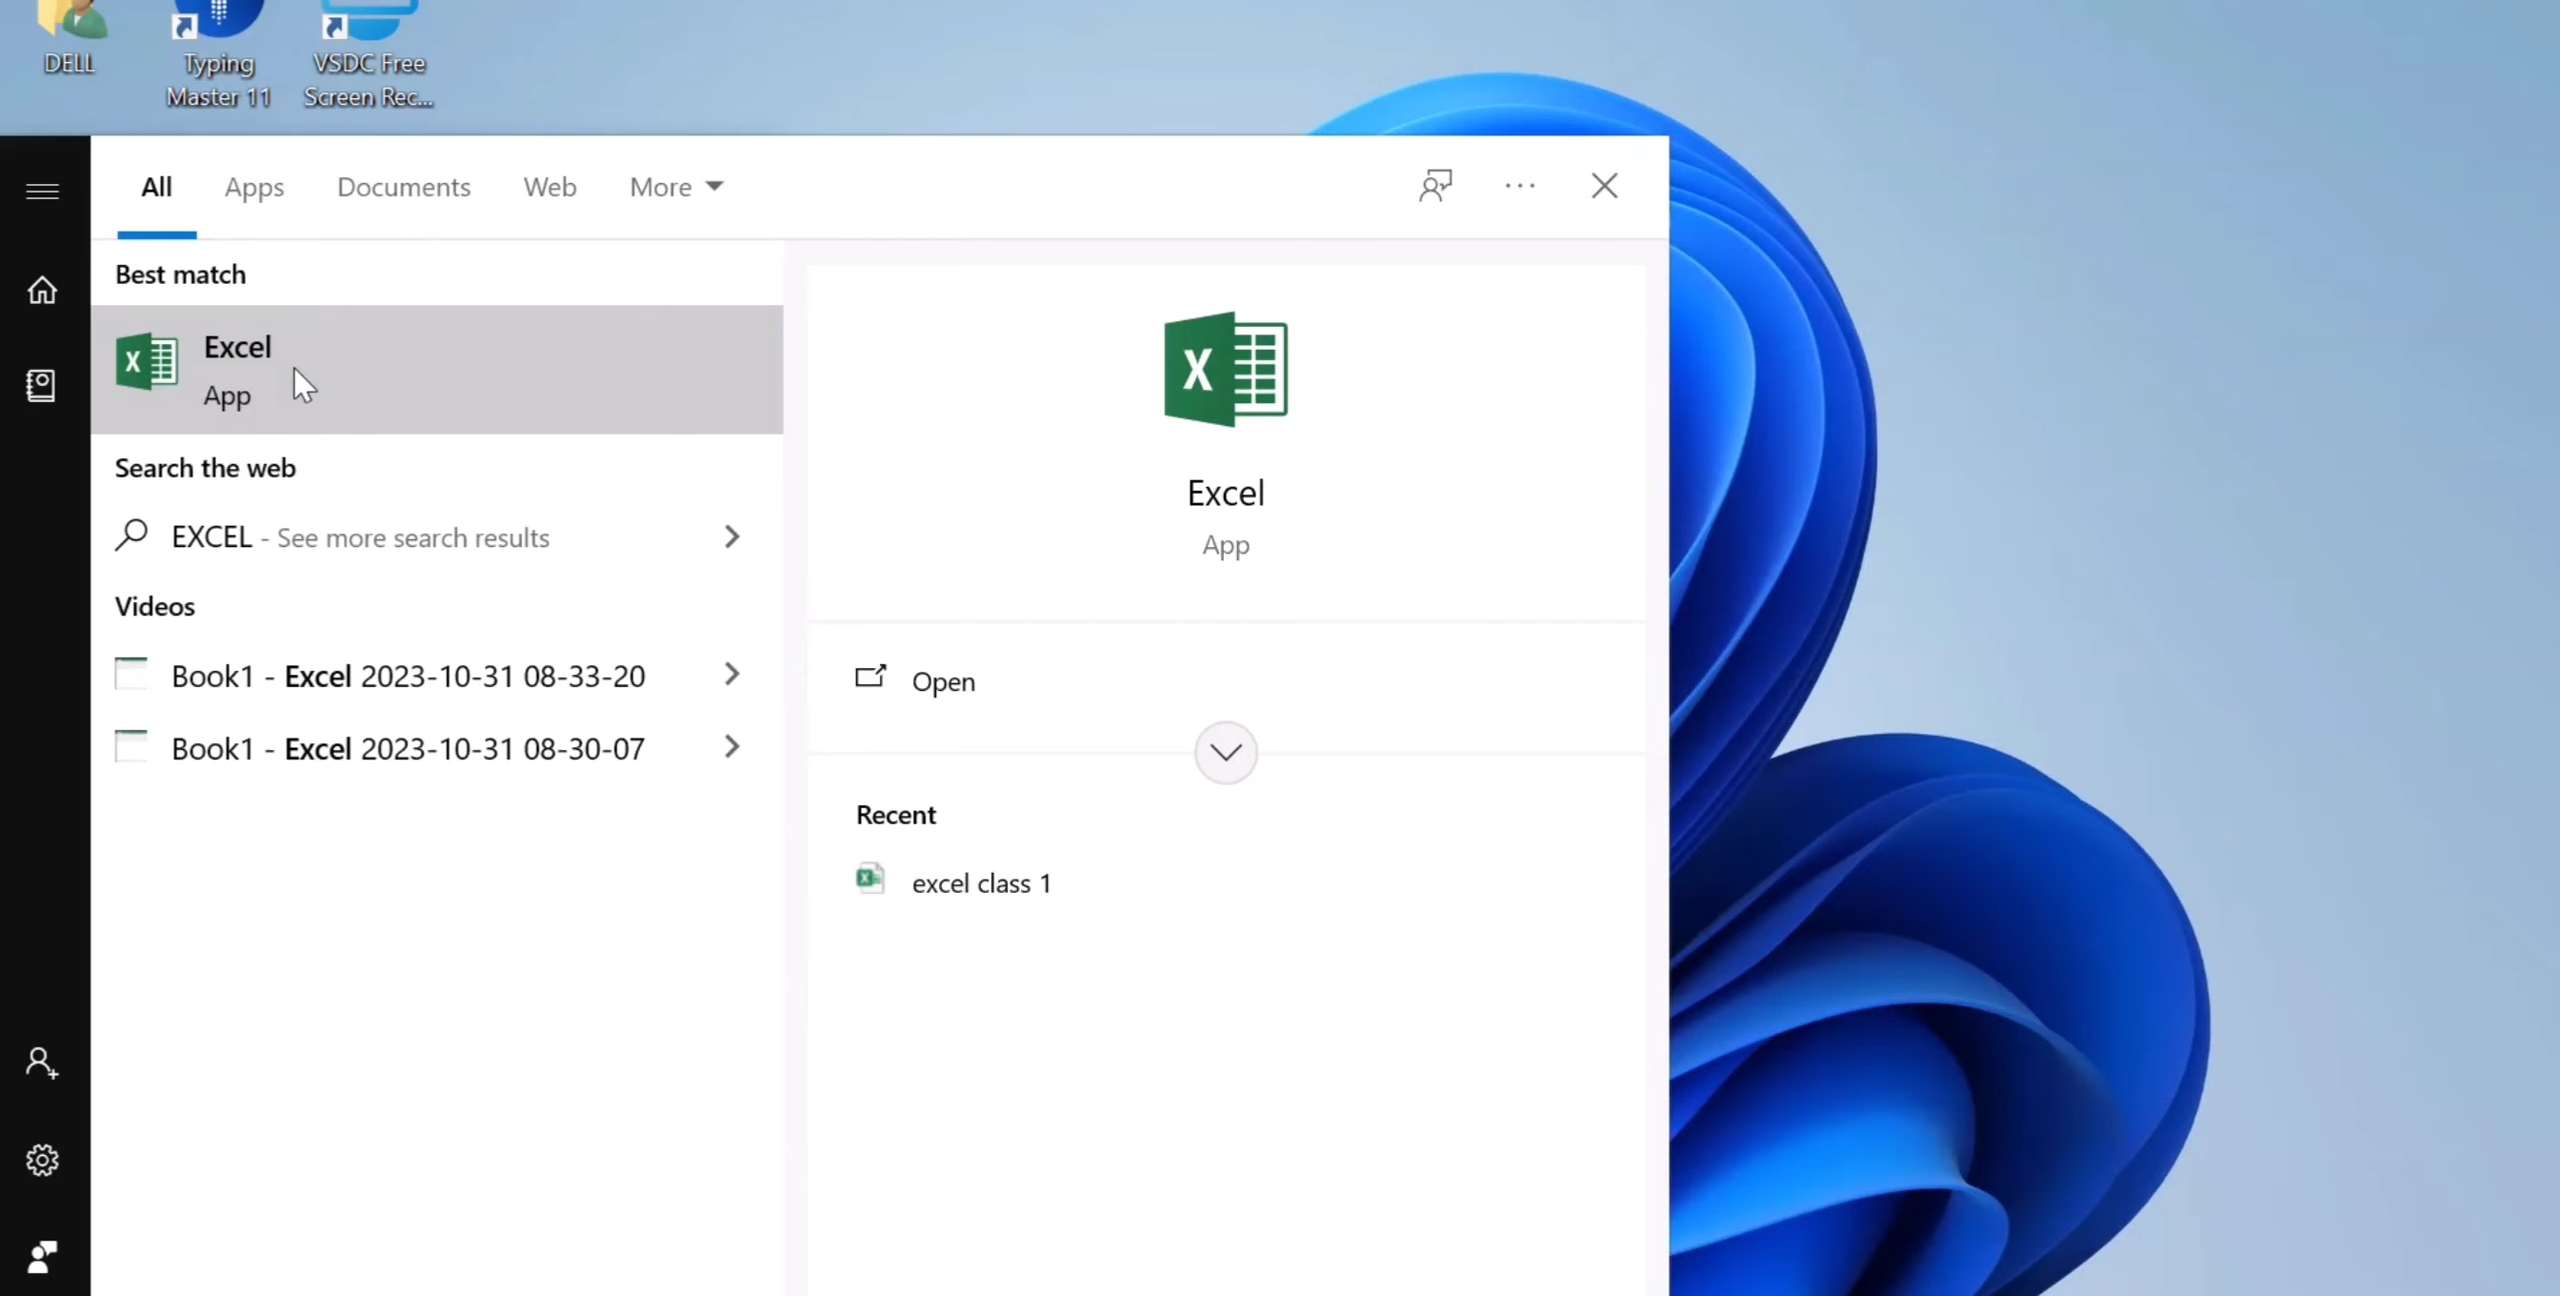 DELL
Typing
Master 11
VSDC Free
Screen Rec...
All Apps Documents Web More
Best match
Excel
App
Search the web
EXCEL - See more search results
Videos
Book1 - Excel 2023-10-31 08-33-20
Book1 - Excel 2023-10-31 08-30-07
Excel
App
Open
Recent
excel class 1